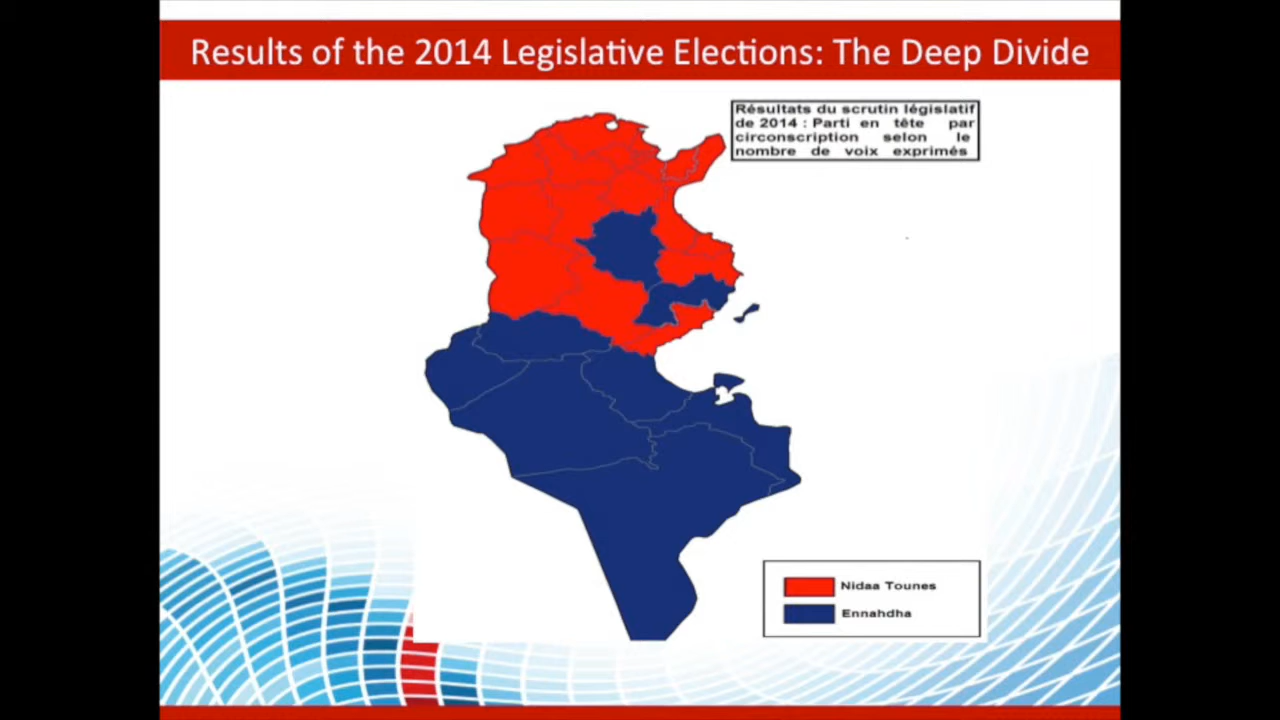 Results of the 2014 Legislative Elections: The Deep Divide
Résultats du scrutin législatif
de 2014 : Parti en tête par
circonscription selon le
nombre de voix exprimés
Nidaa Tounes
Ennahdha